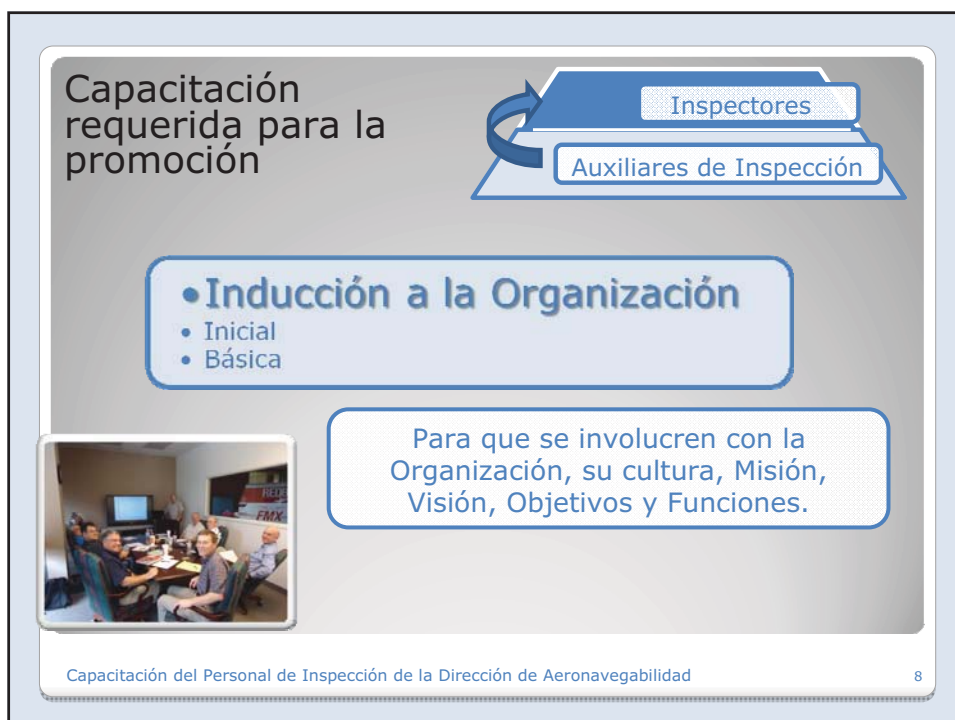 Capacitación
requerida para la
promoción
Inspectores
Auxiliares de Inspección
•Inducción a la Organización
• Inicial
• Básica
Para que se involucren con la
Organización, su cultura, Misión,
Visión, Objetivos y Funciones.
FMX
Capacitación del Personal de Inspección de la Dirección de Aeronavegabilidad
8